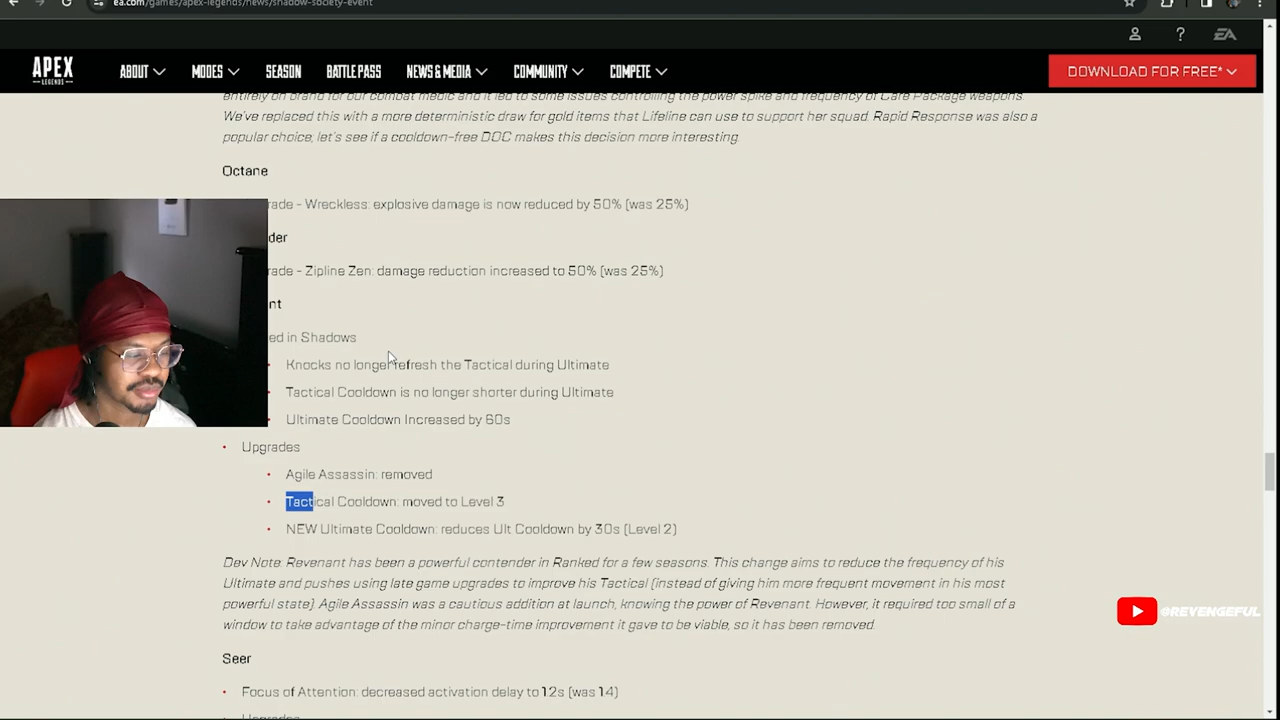 ea.com/games/apex-legends/news/shadow-society-event
EA
APEX
LEGENDS
ABOUT
MODES
SEASON
BATTLE PASS
NEWS & MEDIA
COMMUNITY
COMPETE
DOWNLOAD FOR FREE*
entirely on brand for our combat medic and it led to some issues controlling the power spike and frequency of Care Package weapons.
We've replaced this with a more deterministic draw for gold items that Lifeline can use to support her squad. Rapid Response was also a
popular choice, let's see if a cooldown-free DOC makes this decision more interesting.
Octane
rade - Wreckless: explosive damage is now reduced by 50% (was 25%)
der
rade - Zipline Zen: damage reduction increased to 50% (was 25%)
nt
ed in Shadows
Knocks no longer refresh the Tactical during Ultimate
Tactical Cooldown is no longer shorter during Ultimate
Ultimate Cooldown Increased by 60s
• Upgrades
• Agile Assassin: removed
• Tactical Cooldown: moved to Level 3
• NEW Ultimate Cooldown: reduces Ult Cooldown by 30s (Level 2)
Dev Note: Revenant has been a powerful contender in Ranked for a few seasons. This change aims to reduce the frequency of his
Ultimate and pushes using late game upgrades to improve his Tactical (instead of giving him more frequent movement in his most
powerful state). Agile Assassin was a cautious addition at launch, knowing the power of Revenant. However, it required too small of a
window to take advantage of the minor charge-time improvement it gave to be viable, so it has been removed.
@REVENGEFUL
Seer
• Focus of Attention: decreased activation delay to 1.2s (was 1.4)
Upgrades